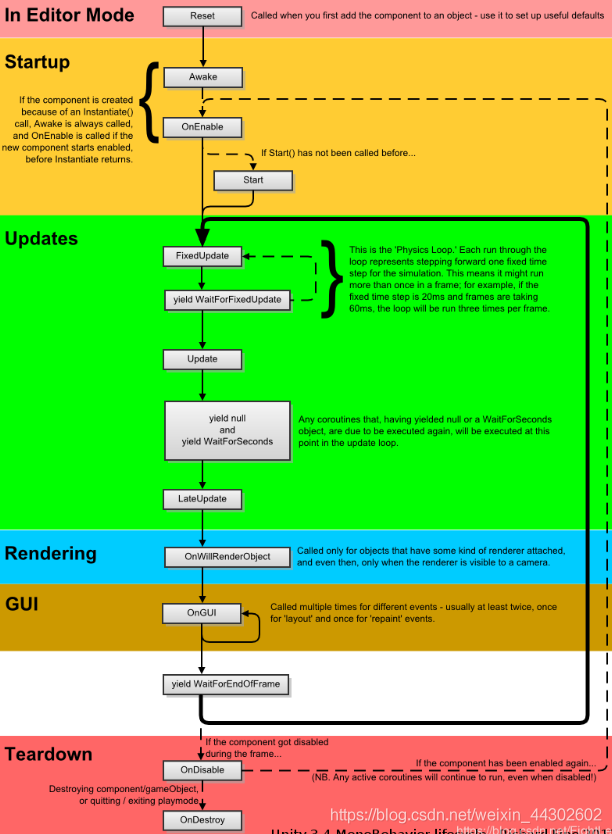 In Editor Mode
Reset
Called when you first add the component to an object - use it to set up useful defaults
Startup
Awake
If the component is created
because of an Instantiate()
call, Awake is always called,
and OnEnable is called if the
new component starts enabled,
before Instantiate returns.
OnEnable
If Start() has not been called before...
Start
Updates
FixedUpdate
This is the 'Physics Loop.' Each run through the
loop represents stepping forward one fixed time
step for the simulation. This means it might run
more than once in a frame; for example, if the
fixed time step is 20ms and frames are taking
60ms, the loop will be run three times per frame.
yield WaitForFixedUpdate
Update
yield null
and
yield WaitForSeconds
Any coroutines that, having yielded null or a WaitForSeconds
object, are due to be executed again, will be executed at this
point in the update loop.
LateUpdate
Rendering
OnWillRenderObject
Called only for objects that have some kind of renderer attached,
and even then, only when the renderer is visible to a camera.
GUI
OnGUI
Called multiple times for different events - usually at least twice, once
for 'layout' and once for 'repaint' events.
yield WaitForEndOfFrame
Teardown
If the component got disabled
during the frame...
If the component has been enabled again...
OnDisable
(NB. Any active coroutines will continue to run, even when disabled!)
Destroying component/gameObject,
or quitting / exiting playmode
OnDestroy
https://blog.csdn.net/weixin_44302602
Unity 3.4 MonoBehavior